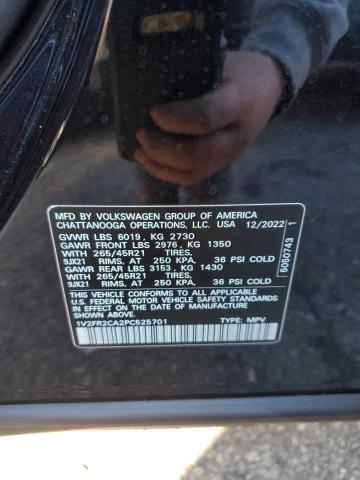 MFD BY VOLKSWAGEN GROUP OF AMERICA
CHATTANOOGA OPERATIONS, LLC. USA 12/2022
GVWR LBS 6019, KG 2730
GAWR FRONT LBS 2976, KG 1350
WITH 265/45R21
9JX21 RIMS, AT 250 KPA, 36 PSI COLD
GAWR REAR LBS 3153, KG 1430
WITH 265/45R21
9JX21 RIMS, AT 250 KPA, 36 PSI COLD
THIS VEHICLE CONFORMS TO ALL APPLICABLE
U.S. FEDERAL MOTOR VEHICLE SAFETY STANDARDS
IN EFFECT ON THE DATE OF MANUFACTURE SHOWN ABOVE.
1V2FR2CA2PC525701 TYPE: MPV
5050743 1